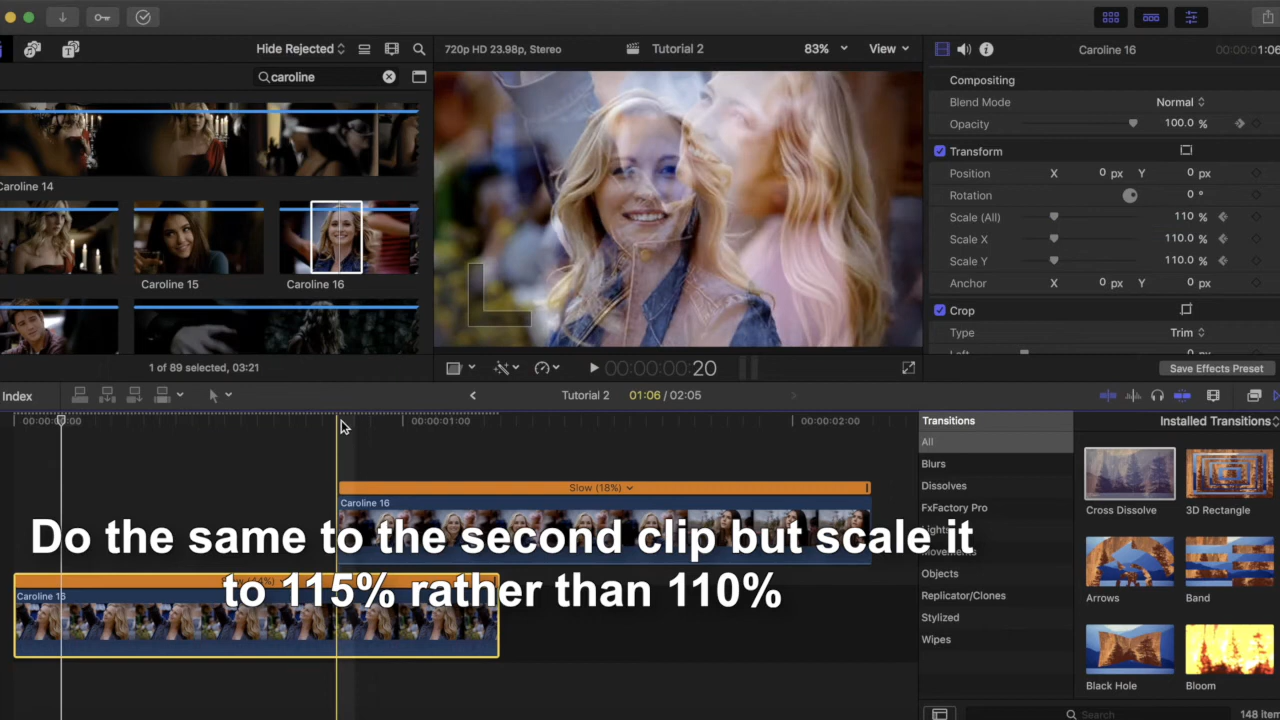 Hide Rejected
caroline
Caroline 14
Caroline 15
Caroline 16
1 of 89 selected, 03:21
720p HD 23.98p, Stereo
Tutorial 2
83%
View
00:00:00:20
Caroline 16
1:06
Compositing
Blend Mode
Normal
Opacity
100.0 %
Transform
Position X 0 px Y 0 px
Rotation 0 °
Scale (All) 110 %
Scale X 110.0 %
Scale Y 110.0 %
Anchor X 0 px Y 0 px
Crop
Type Trim
Save Effects Preset
Index
Tutorial 2
01:06 / 02:05
00:00:01:00
00:00:02:00
Slow (18%)
Caroline 16
Do the same to the second clip but scale it
to 115% rather than 110%
Caroline 16
Transitions
All
Blurs
Dissolves
FxFactory Pro
Objects
Replicator/Clones
Stylized
Wipes
Installed Transitions
Cross Dissolve
3D Rectangle
Arrows
Band
Black Hole
Bloom
Search